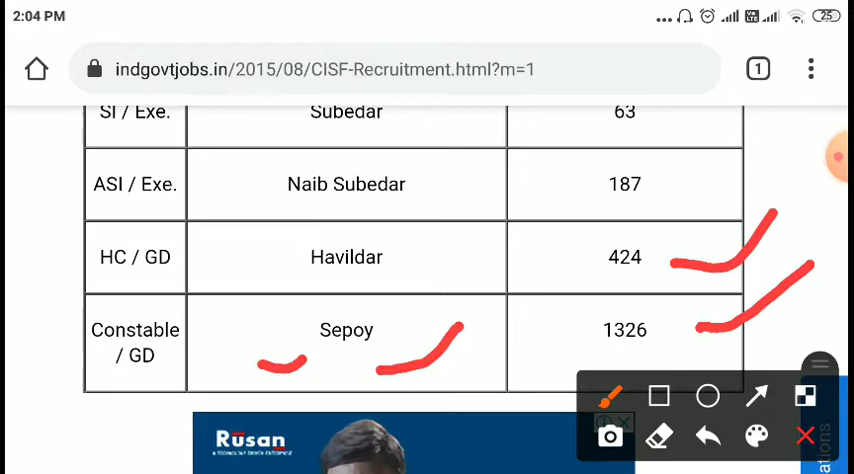 2:04 PM
25
indgovtjobs.in/2015/08/CISF-Recruitment.html?m=1
1
SI / Exe. Subedar 63
ASI / Exe. Naib Subedar 187
HC / GD Havildar 424
Constable / GD Sepoy 1326
Rusan
ations